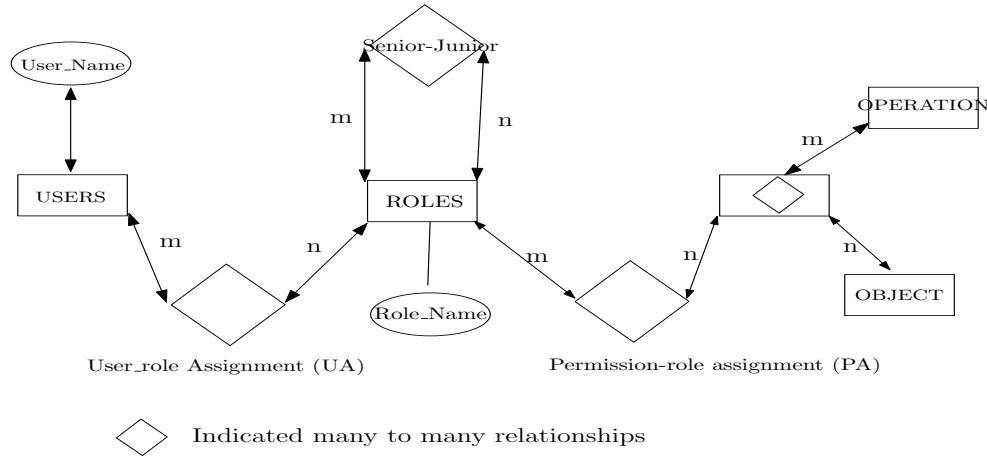 Senior-Junior
User_Name
OPERATION
m
n
m
USERS
ROLES
m
n
m
n
n
OBJECT
Role_Name
User_role Assignment (UA)
Permission-role assignment (PA)
Indicated many to many relationships